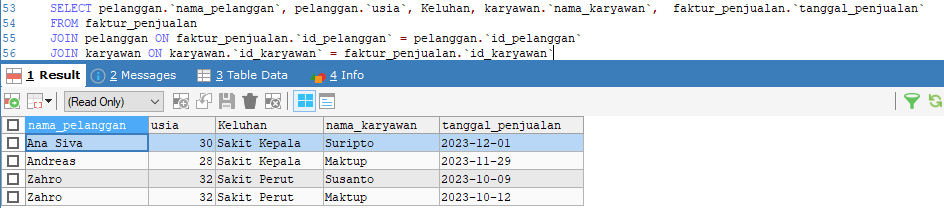 53 SELECT pelanggan.`nama_pelanggan`, pelanggan.`usia`, Keluhan, karyawan.`nama_karyawan`,  faktur_penjualan.`tanggal_penjualan`
54 FROM faktur_penjualan
55 JOIN pelanggan ON faktur_penjualan.`id_pelanggan` = pelanggan.`id_pelanggan`
56 JOIN karyawan ON karyawan.`id_karyawan` = faktur_penjualan.`id_karyawan`
1 Result 2 Messages 3 Table Data 4 Info
(Read Only)
nama_pelanggan usia Keluhan nama_karyawan tanggal_penjualan
Ana Siva 30 Sakit Kepala Suripto 2023-12-01
Andreas 28 Sakit Kepala Maktup 2023-11-29
Zahro 32 Sakit Perut Susanto 2023-10-09
Zahro 32 Sakit Perut Maktup 2023-10-12